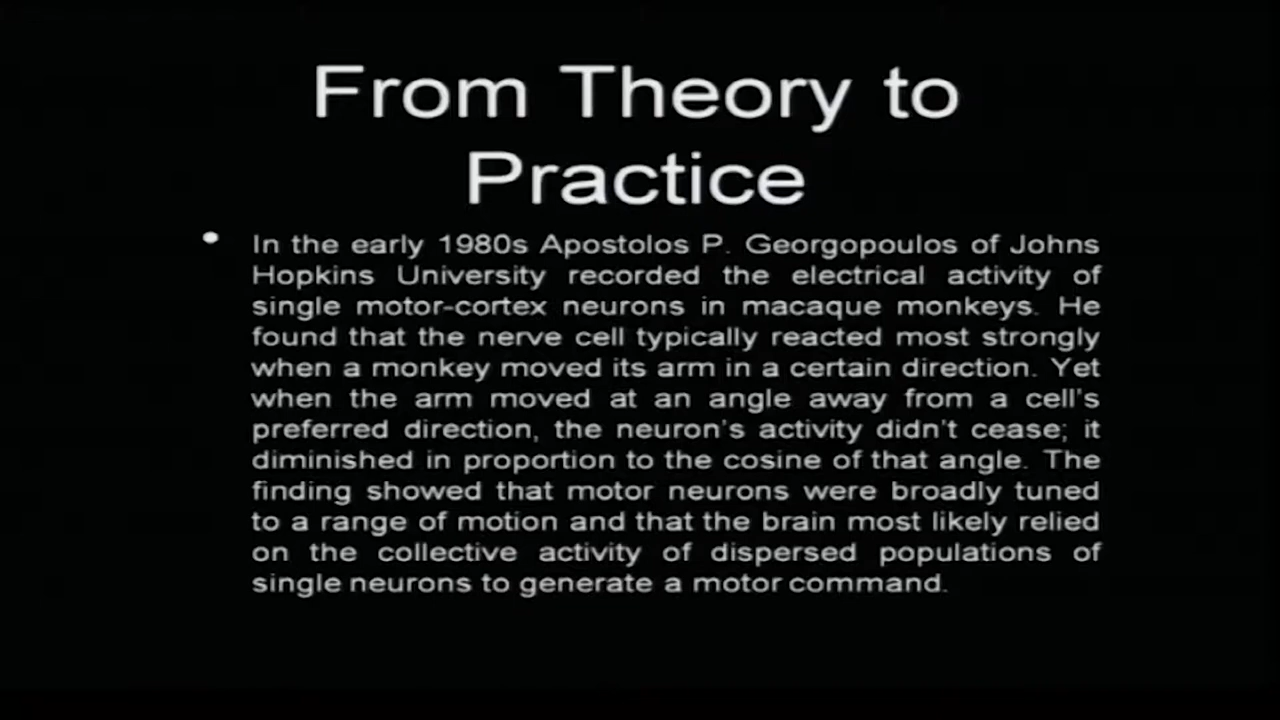 From Theory to
Practice
• In the early 1980s Apostolos P. Georgopoulos of Johns
Hopkins University recorded the electrical activity of
single motor-cortex neurons in macaque monkeys. He
found that the nerve cell typically reacted most strongly
when a monkey moved its arm in a certain direction. Yet
when the arm moved at an angle away from a cell's
preferred direction, the neuron's activity didn't cease; it
diminished in proportion to the cosine of that angle. The
finding showed that motor neurons were broadly tuned
to a range of motion and that the brain most likely relied
on the collective activity of dispersed populations of
single neurons to generate a motor command.